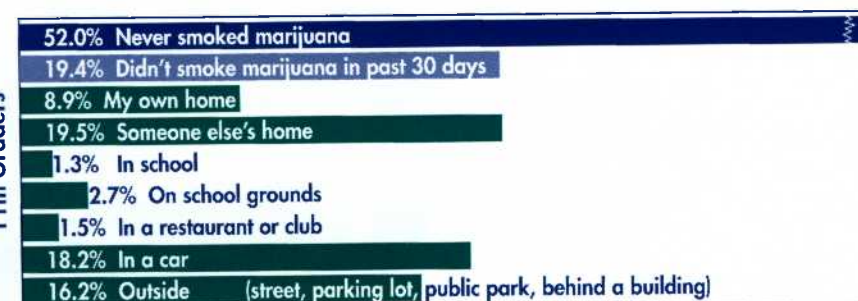 52.0% Never smoked marijuana
19.4% Didn't smoke marijuana in past 30 days
8.9% My own home
19.5% Someone else's home
1.3% In school
2.7% On school grounds
1.5% In a restaurant or club
18.2% In a car
16.2% Outside (street, parking lot, public park, behind a building)